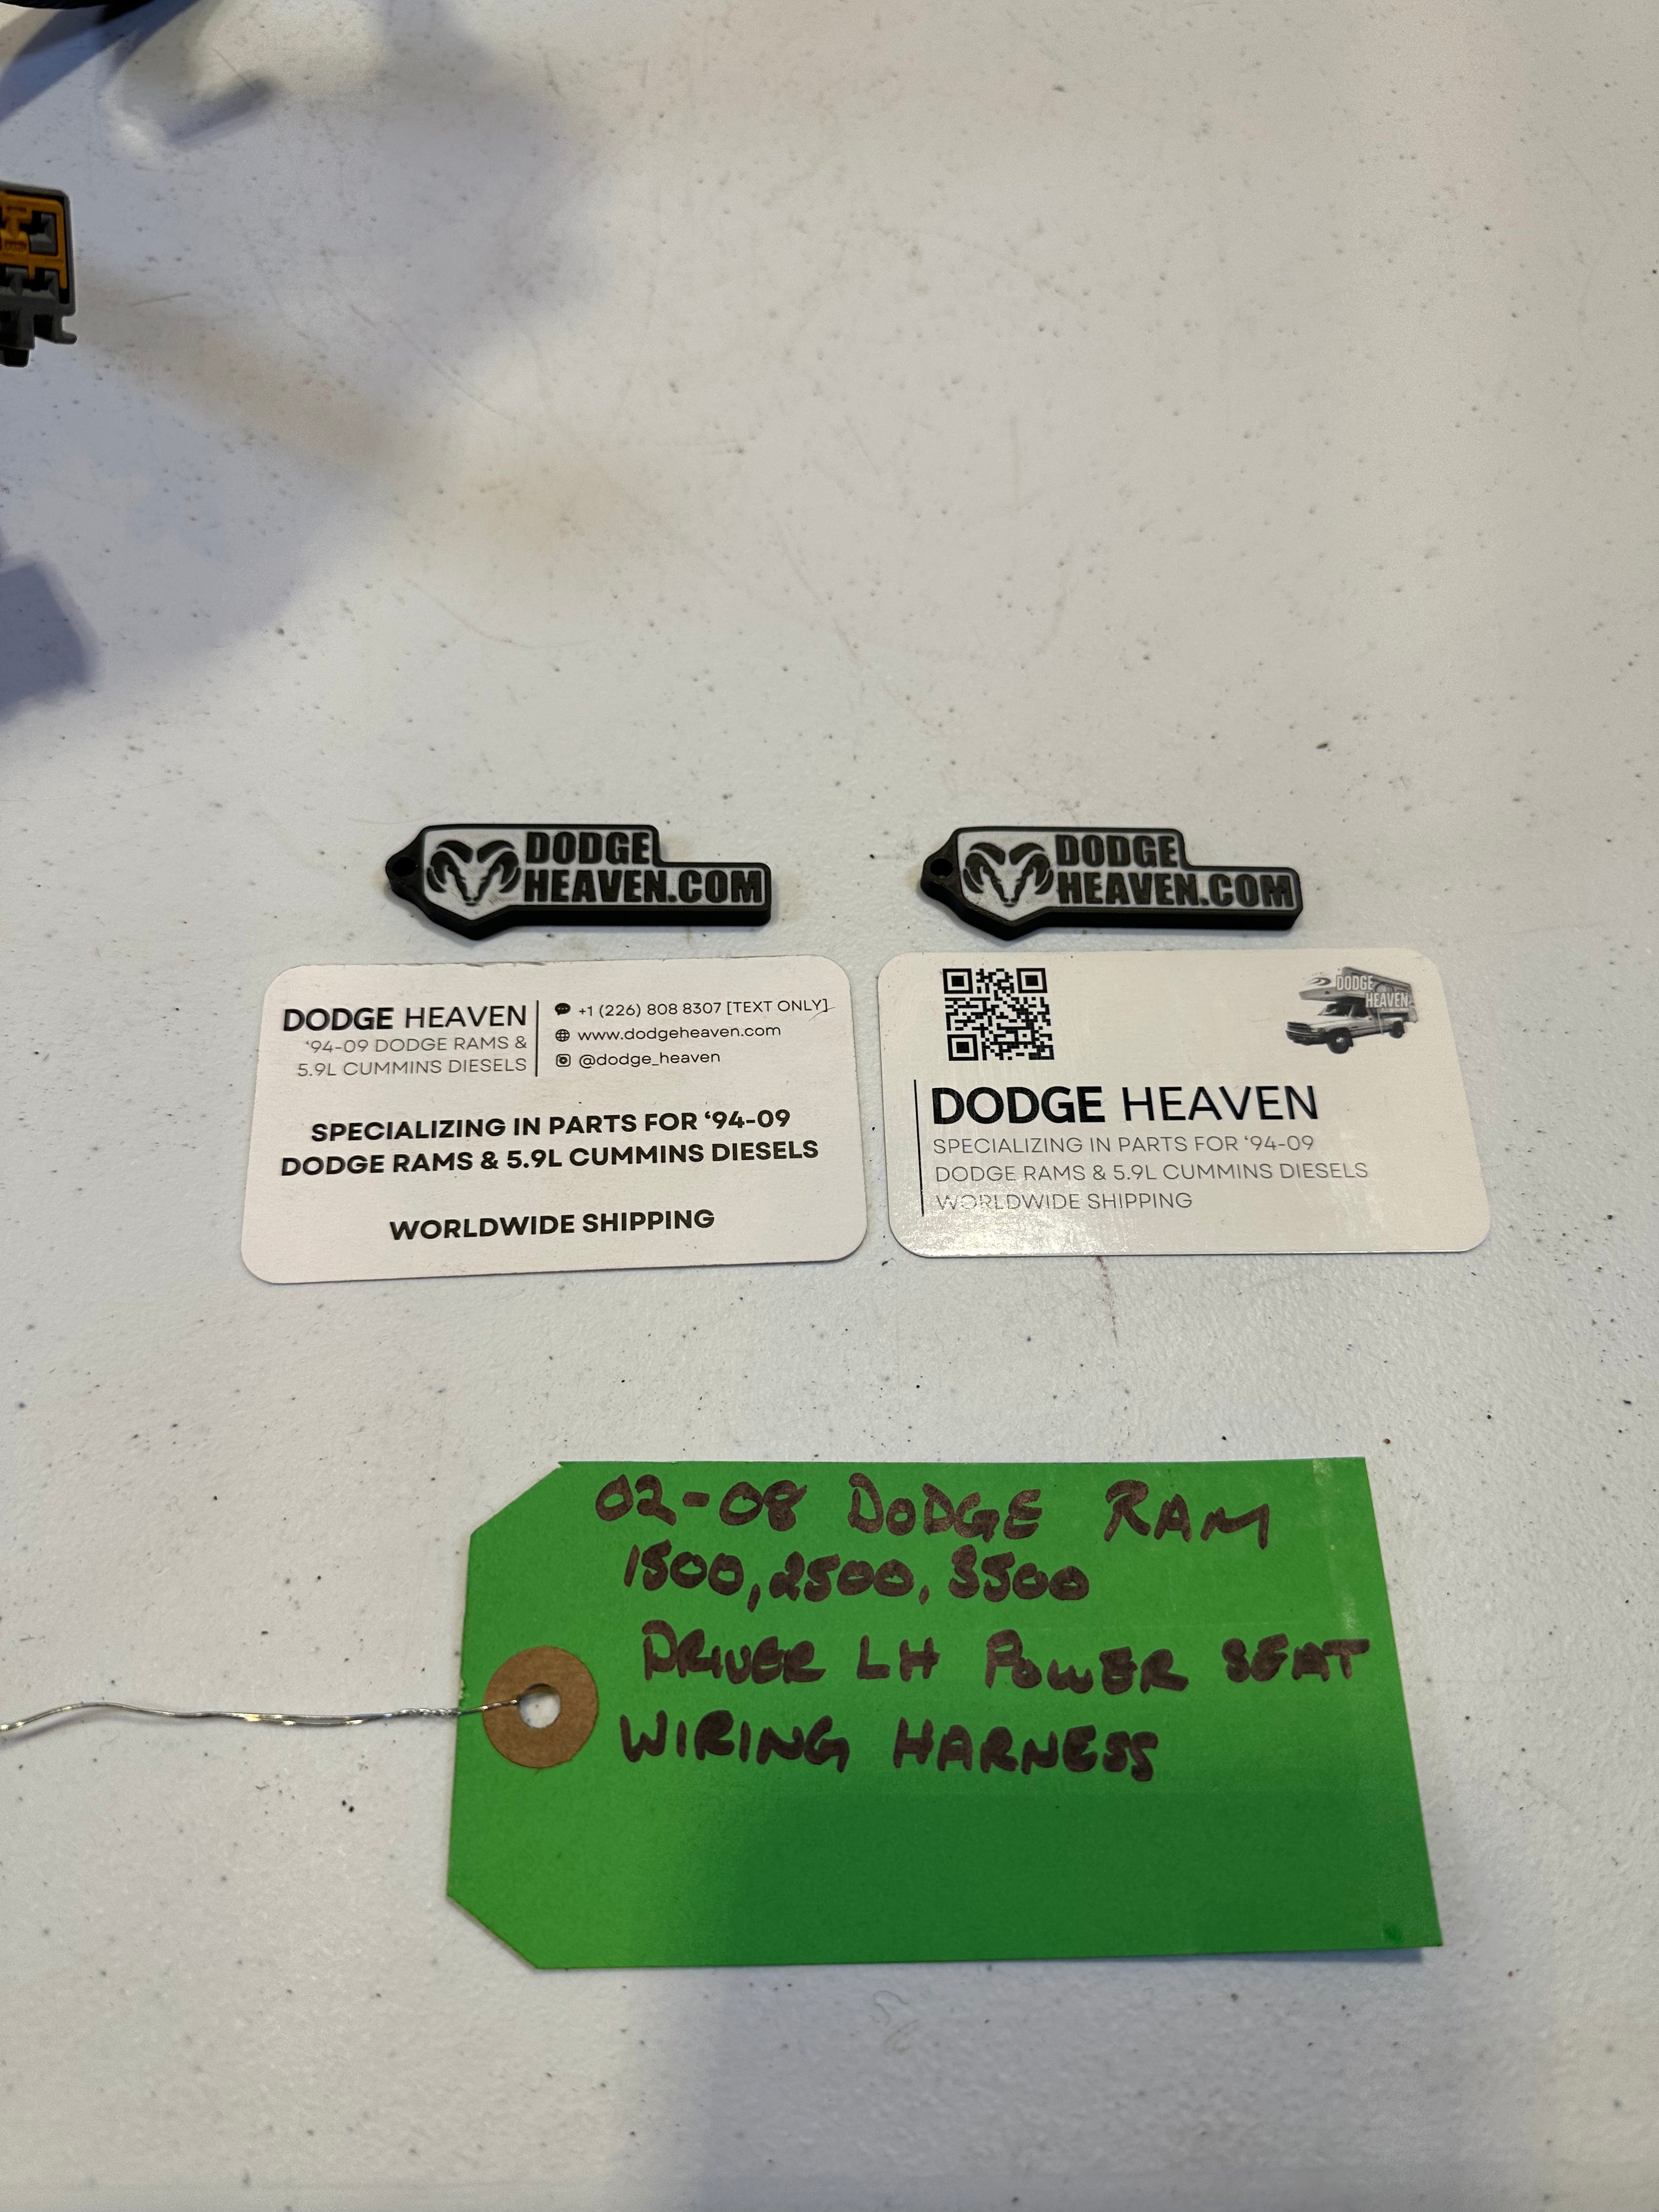 DODGE
HEAVEN.COM
DODGE
HEAVEN.COM
DODGE HEAVEN
‘94-09 DODGE RAMS &
5.9L CUMMINS DIESELS
+1 (226) 808 8307 [TEXT ONLY]
www.dodgeheaven.com
@dodge_heaven
SPECIALIZING IN PARTS FOR ‘94-09
DODGE RAMS & 5.9L CUMMINS DIESELS
WORLDWIDE SHIPPING
DODGE
HEAVEN
DODGE HEAVEN
SPECIALIZING IN PARTS FOR ‘94-09
DODGE RAMS & 5.9L CUMMINS DIESELS
WORLDWIDE SHIPPING
02-08 DODGE RAM
1500, 2500, 3500
DRIVER LH POWER SEAT
WIRING HARNESS